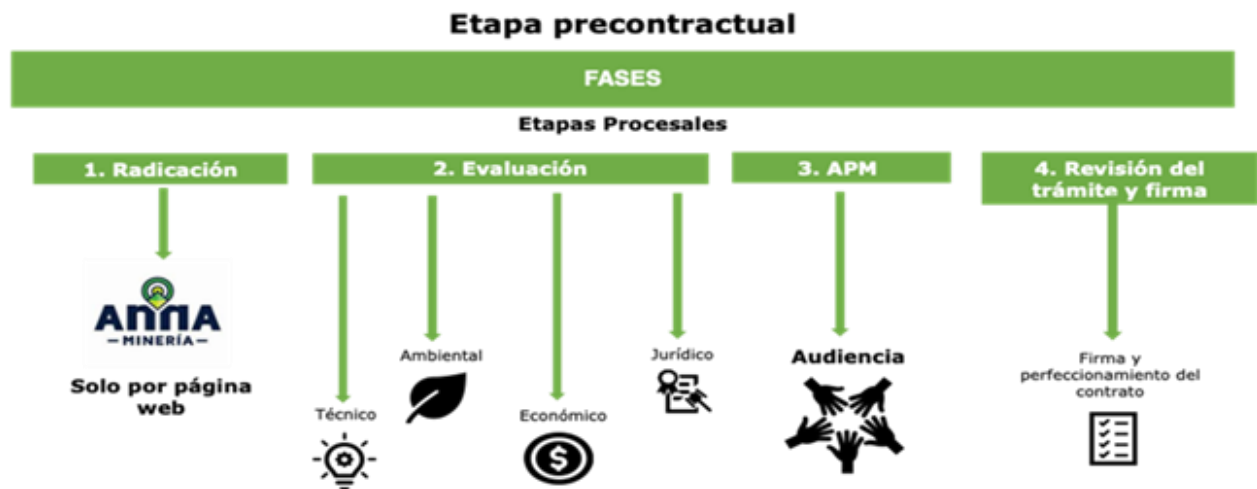 Etapa precontractual
FASES
Etapas Procesales
1. Radicación
2. Evaluación
3. APM
4. Revisión del
trámite y firma
ANNA
—MINERÍA—
Solo por página
web
Técnico
Ambiental
Económico
Jurídico
Audiencia
Firma y
perfeccionamiento del
contrato